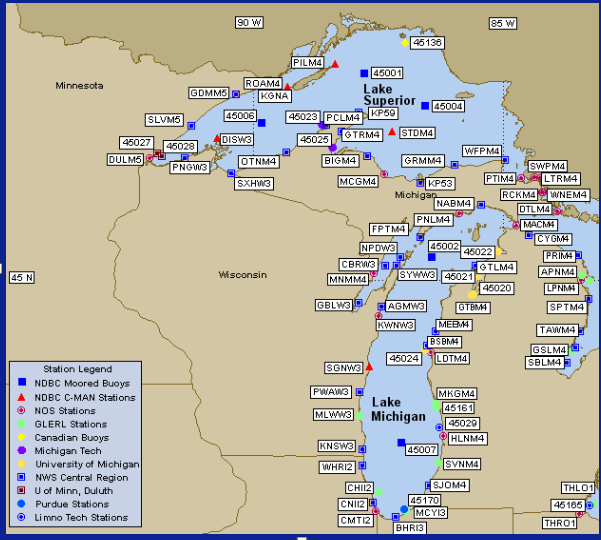 90 W
85 W
45136
PILM4
Minnesota
45001
ROAM4
KGNA
Lake
Superior
GDMM5
45004
45006
45023
PCLM4
KP59
SLVM5
DISW3
GTRM4
STDM4
45027
45028
45025
DULM5
PNGW3
OTNM4
BIGM4
GRMM4
WFPM4
SXHW3
MCGM4
KP53
PTIM4
SWPM4
LTRM4
RCKM4
WNEM4
Michigan
NABM4
DTLM4
PNLM4
MACM4
FPTM4
CYGM4
NPDW3
45002
45022
PRIM4
CBRW3
GTLM4
APNM4
45 N
Wisconsin
MNMM4
SYWW3
45021
LPNM4
45020
GBLW3
AGMW3
GTBM4
SPTM4
KWNW3
MEEM4
TAWM4
BSBM4
45024
LDTM4
GSLM4
SBLM4
Station Legend
NDBC Moored Buoys
NDBC C-MAN Stations
NOS Stations
GLERL Stations
Canadian Buoys
Michigan Tech
University of Michigan
NWS Central Region
U of Minn, Duluth
Purdue Stations
Limno Tech Stations
SGNW3
PWAW3
MKGM4
Lake
Michigan
45161
MLWW3
45029
HLNM4
KNSW3
45007
WHRI2
SVNM4
CHII2
SJOM4
THLO1
CNII2
45170
45165
MCYI3
CMTI2
BHRI3
THRO1